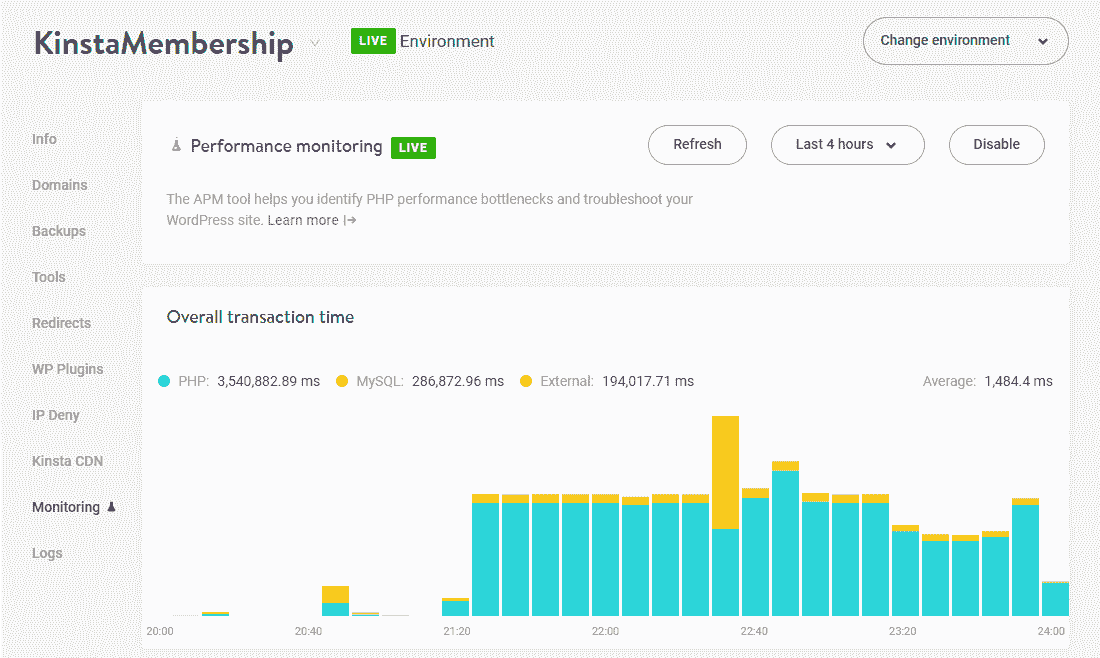 KinstaMembership
LIVE Environment
Change environment
Info
Domains
Backups
Tools
Redirects
WP Plugins
IP Deny
Kinsta CDN
Monitoring
Logs
Performance monitoring LIVE
Refresh
Last 4 hours
Disable
The APM tool helps you identify PHP performance bottlenecks and troubleshoot your
WordPress site. Learn more
Overall transaction time
PHP: 3,540,882.89 ms MySQL: 286,872.96 ms External: 194,017.71 ms
Average: 1,484.4 ms
20:00 20:40 21:20 22:00 22:40 23:20 24:00